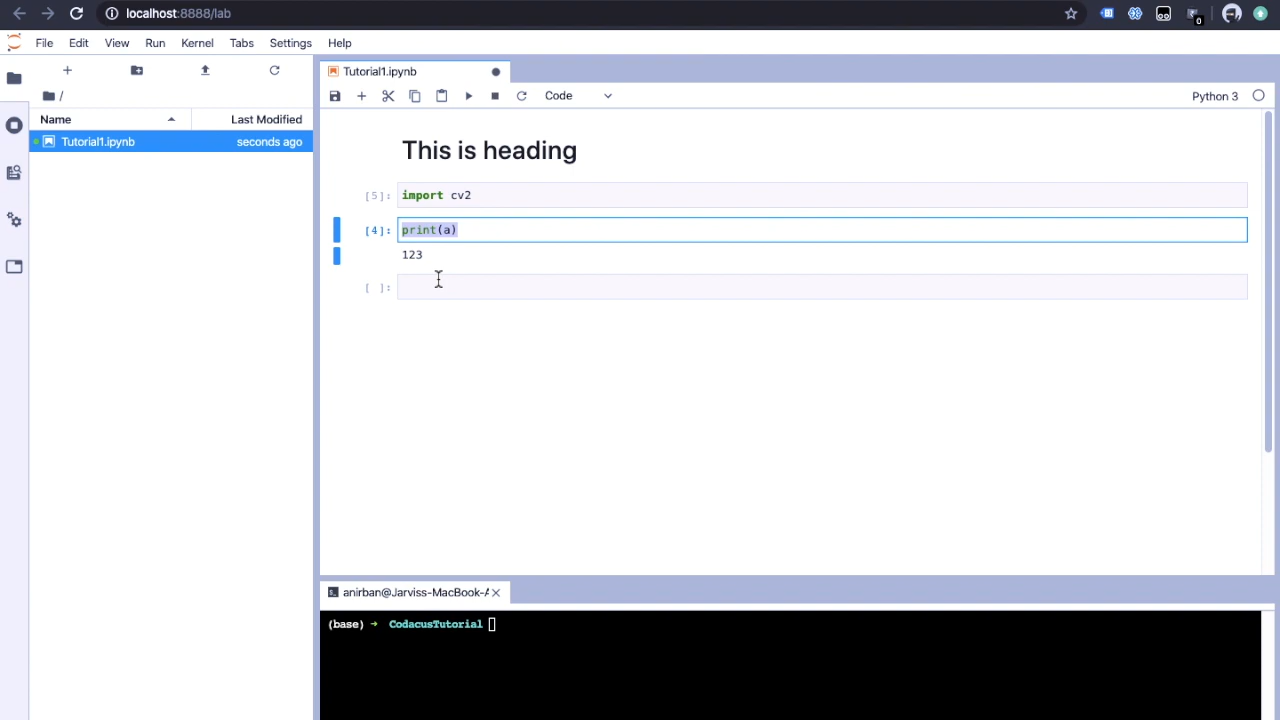 localhost:8888/lab
0
File Edit View Run Kernel Tabs Settings Help
Tutorial1.ipynb
/
Code
Python 3
Name
Last Modified
Tutorial1.ipynb
seconds ago
This is heading
[5]:
import cv2
[4]:
print(a)
123
[ ]:
anirban@Jarviss-MacBook-A
(base) → CodacusTutorial